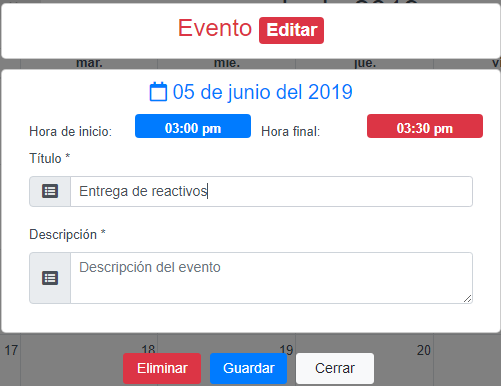 Evento Editar
mar. mié. jue.
05 de junio del 2019
Hora de inicio: 03:00 pm Hora final: 03:30 pm
Título *
Entrega de reactivos
Descripción *
Descripción del evento
17 18 19 20
Eliminar Guardar Cerrar